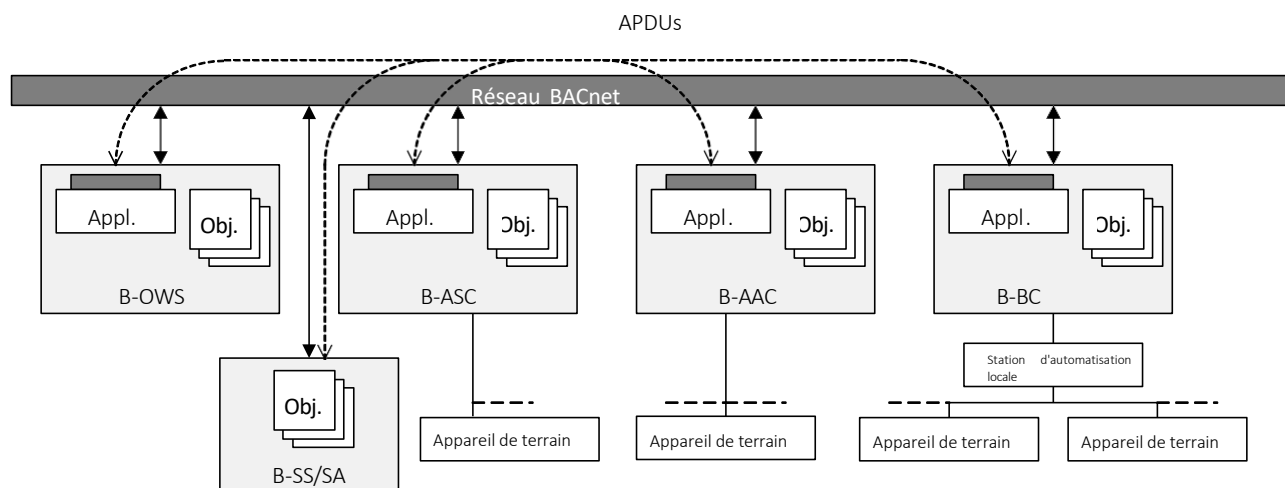 APDUs
Réseau BACnet
Appl.
Obj.
B-OWS
Appl.
Obj.
B-ASC
Appl.
Obj.
B-AAC
Appl.
Obj.
B-BC
Station d'automatisation
locale
Obj.
B-SS/SA
Appareil de terrain
Appareil de terrain
Appareil de terrain
Appareil de terrain